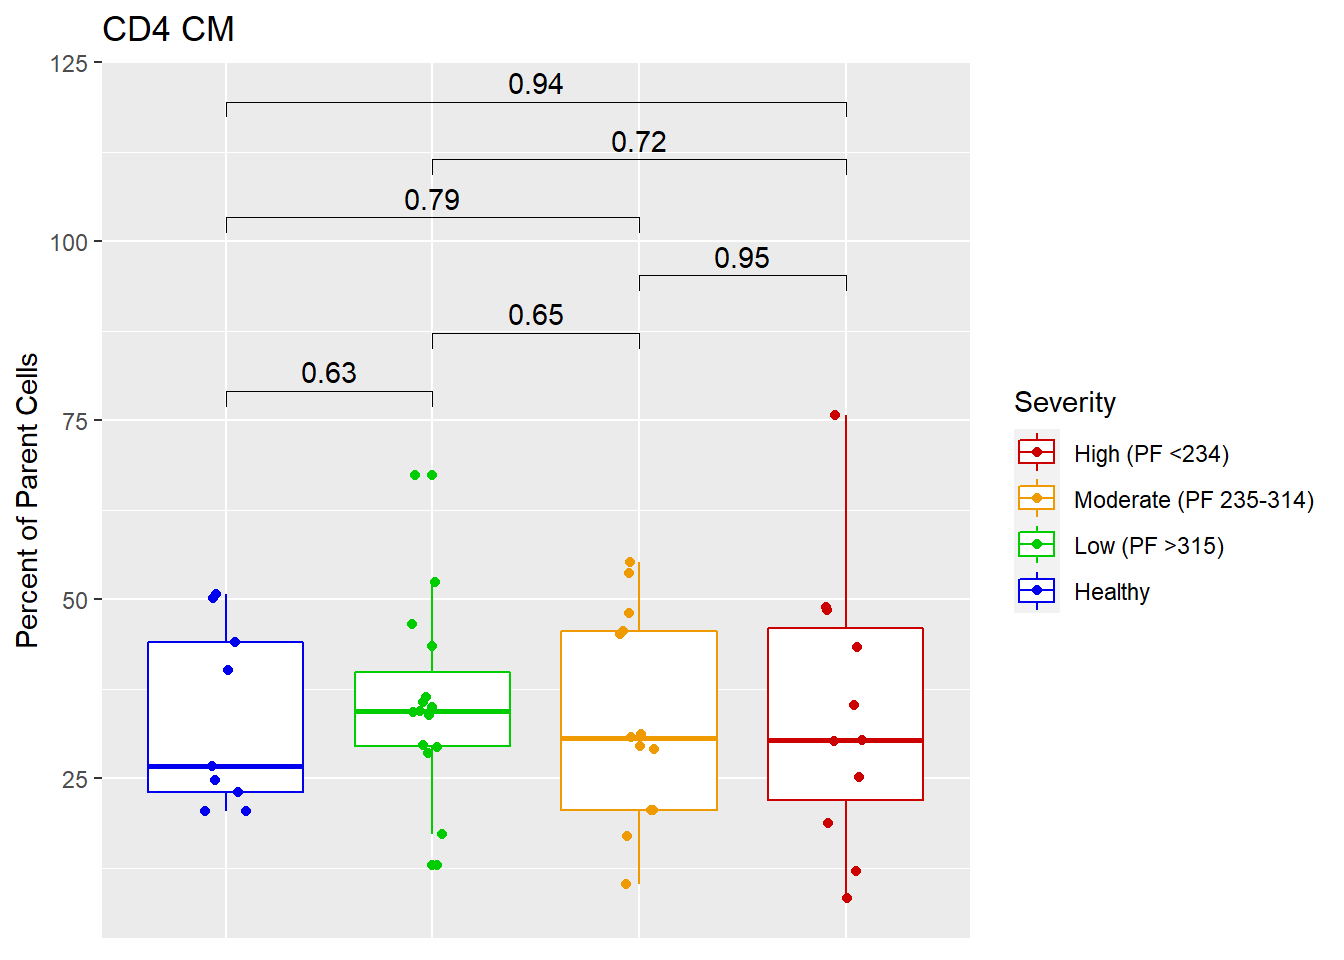 CD4 CM
125
0.94
0.72
0.79
100
0.95
0.65
0.63
75
50
25
Percent of Parent Cells
Severity
High (PF <234)
Moderate (PF 235-314)
Low (PF >315)
Healthy